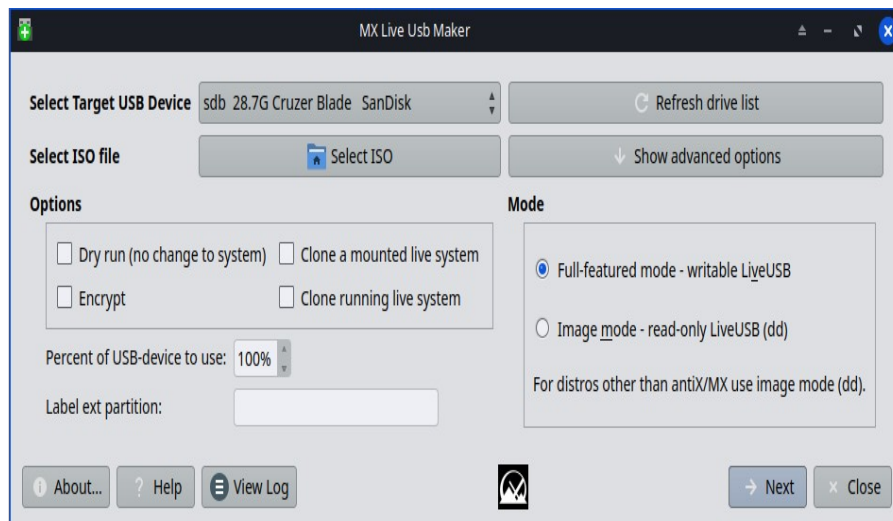 MX Live Usb Maker
Select Target USB Device sdb 28.7G Cruzer Blade SanDisk Refresh drive list
Select ISO file Select ISO Show advanced options
Options Mode
Dry run (no change to system) Clone a mounted live system
Encrypt Clone running live system
Full-featured mode - writable LiveUSB
Image mode - read-only LiveUSB (dd)
For distros other than antiX/MX use image mode (dd).
Percent of USB-device to use: 100%
Label ext partition:
About... ? Help View Log Next Close